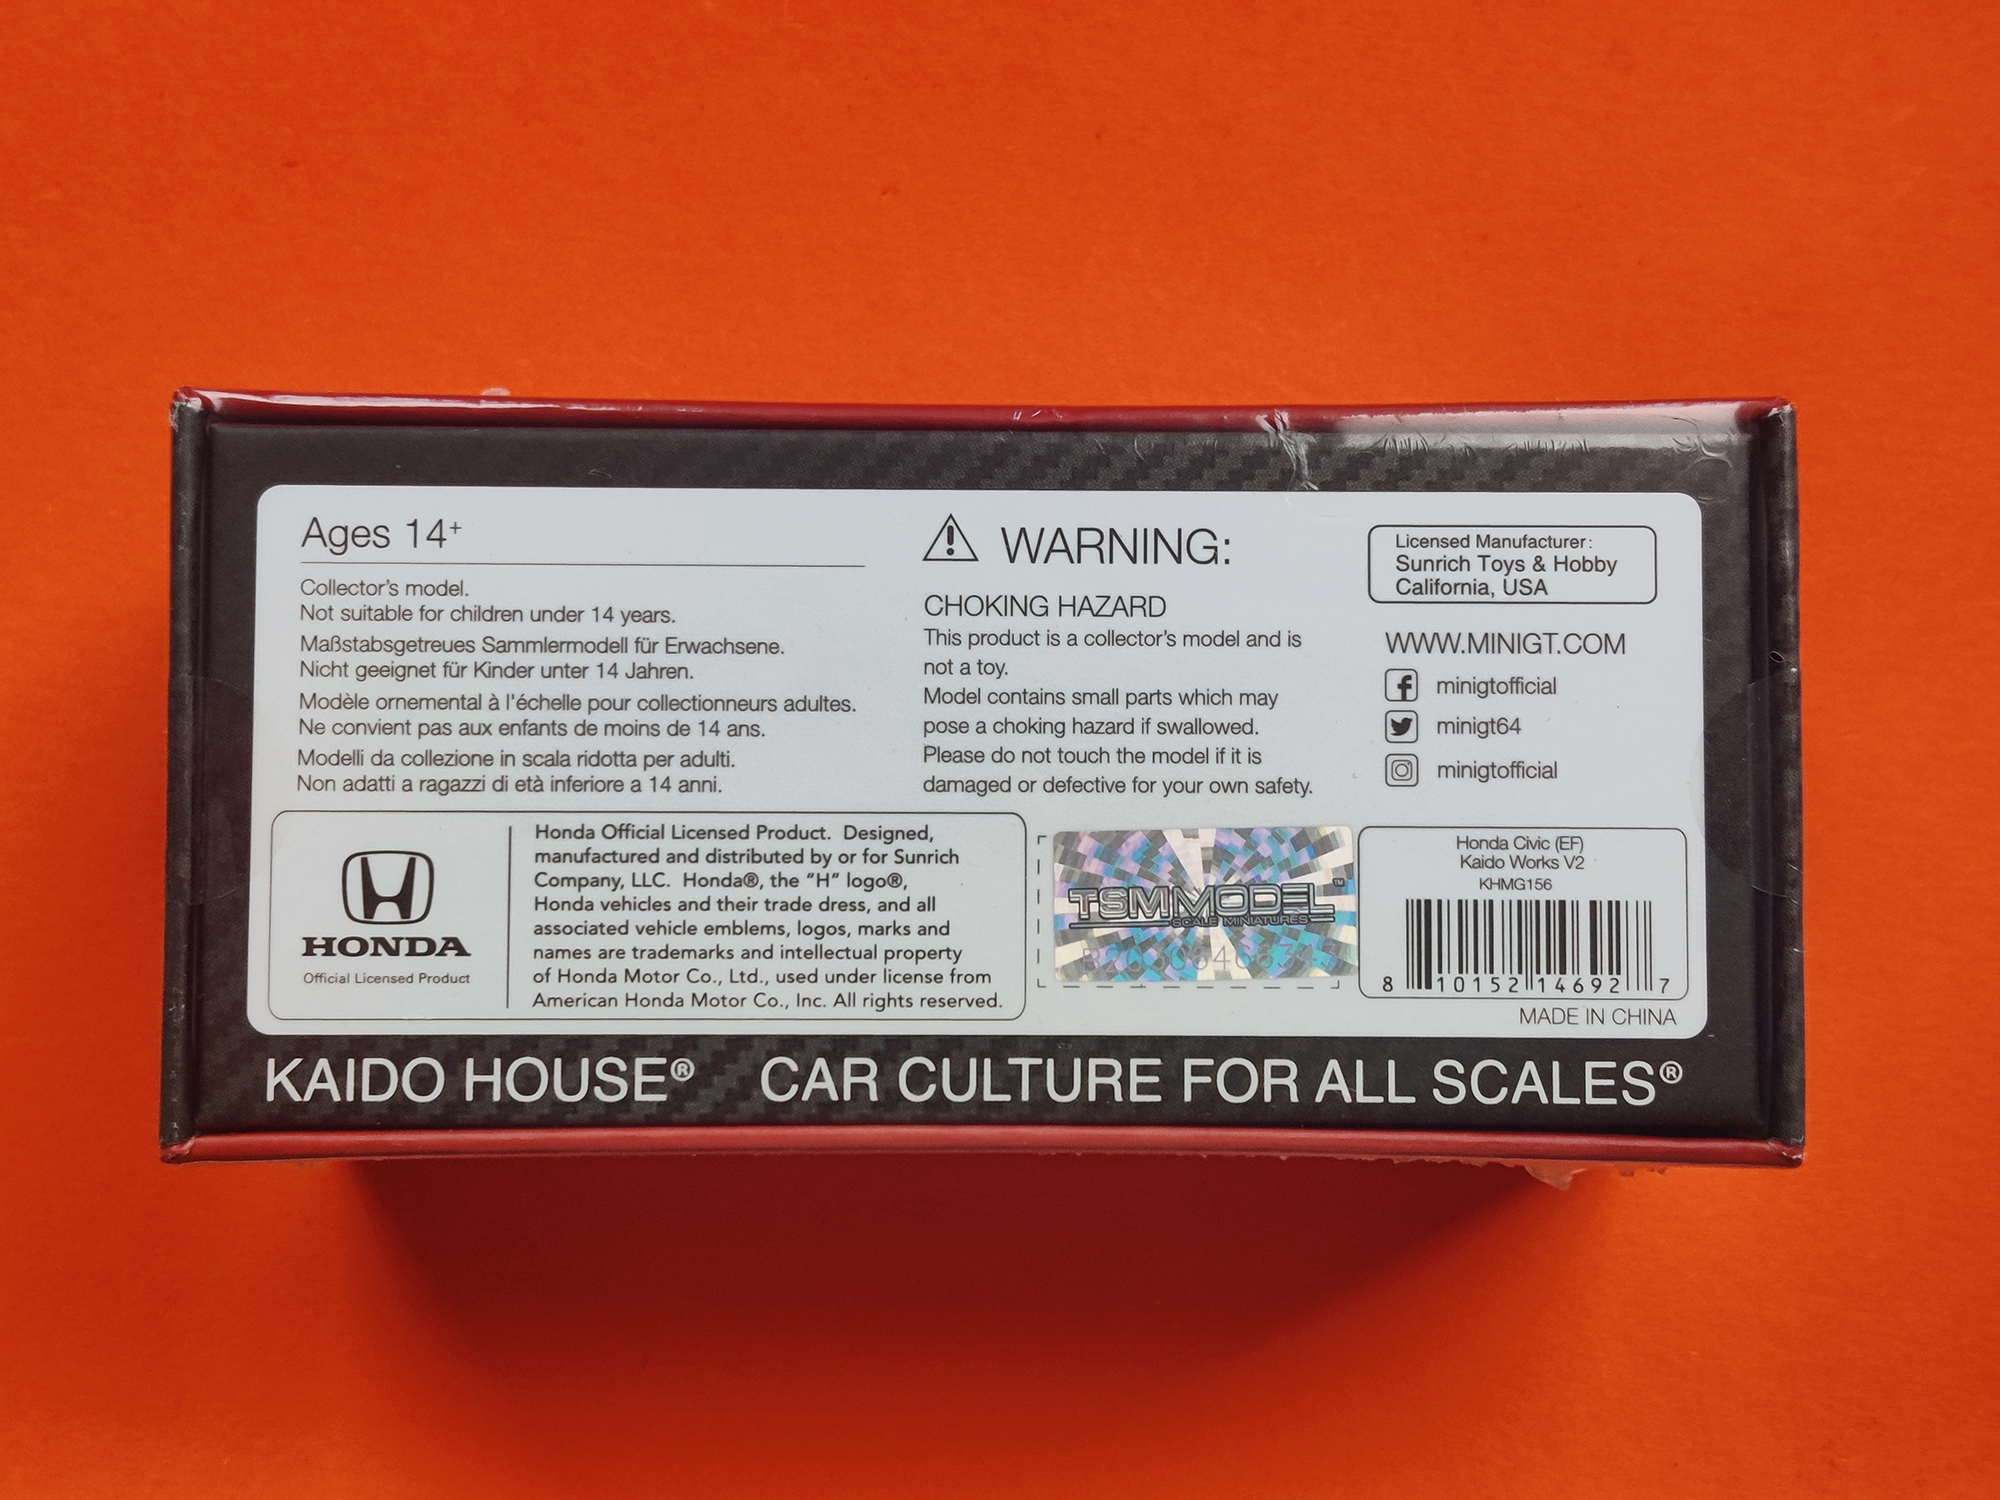 Ages 14+
Collector's model.
Not suitable for children under 14 years.
Maßstabsgetreues Sammlermodell für Erwachsene.
Nicht geeignet für Kinder unter 14 Jahren.
Modèle ornemental à l'échelle pour collectionneurs adultes.
Ne convient pas aux enfants de moins de 14 ans.
Modelli da collezione in scala ridotta per adulti.
Non adatti a ragazzi di età inferiore a 14 anni.
WARNING:
CHOKING HAZARD
This product is a collector's model and is
not a toy.
Model contains small parts which may
pose a choking hazard if swallowed.
Please do not touch the model if it is
damaged or defective for your own safety.
Licensed Manufacturer:
Sunrich Toys & Hobby
California, USA
WWW.MINIGT.COM
minigtofficial
minigt64
minigtofficial
HONDA
Official Licensed Product
Honda Official Licensed Product. Designed,
manufactured and distributed by or for Sunrich
Company, LLC. Honda®, the "H" logo®,
Honda vehicles and their trade dress, and all
associated vehicle emblems, logos, marks and
names are trademarks and intellectual property
of Honda Motor Co., Ltd., used under license from
American Honda Motor Co., Inc. All rights reserved.
TSMMODEL™
SCALE MINIATURES
Honda Civic (EF)
Kaido Works V2
KHMG156
8 10152 14692 7
MADE IN CHINA
KAIDO HOUSE® CAR CULTURE FOR ALL SCALES®